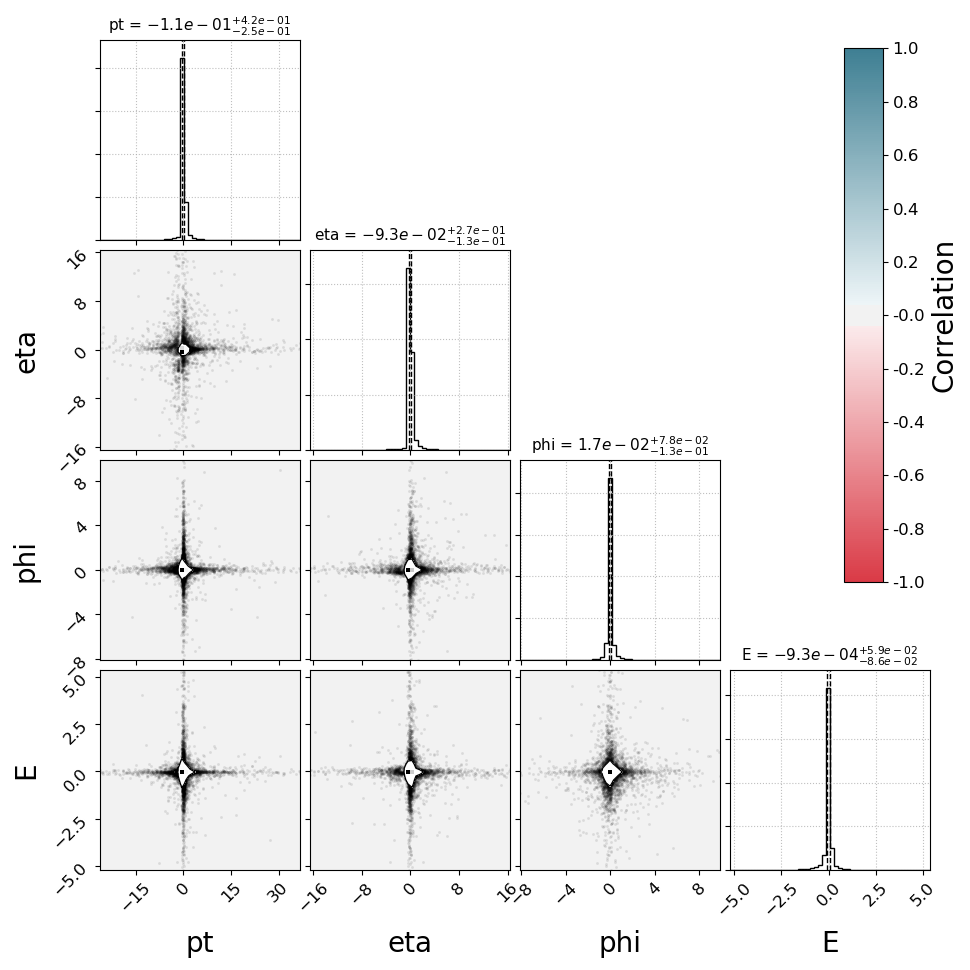 pt = −1.1e−01 +4.2e−01 −2.5e−01
eta = −9.3e−02 +2.7e−01 −1.3e−01
phi = 1.7e−02 +7.8e−02 −1.3e−01
E = −9.3e−04 +5.9e−02 −8.6e−02
eta
16
8
0
−8
−16
phi
8
4
0
−4
−8
E
5.0
2.5
0.0
−2.5
−5.0
−15 0 15 30
−16 −8 0 8 16
−8 −4 0 4 8
−5.0 −2.5 0.0 2.5 5.0
pt eta phi E
1.0
0.8
0.6
0.4
0.2
-0.0
-0.2
-0.4
-0.6
-0.8
-1.0
Correlation